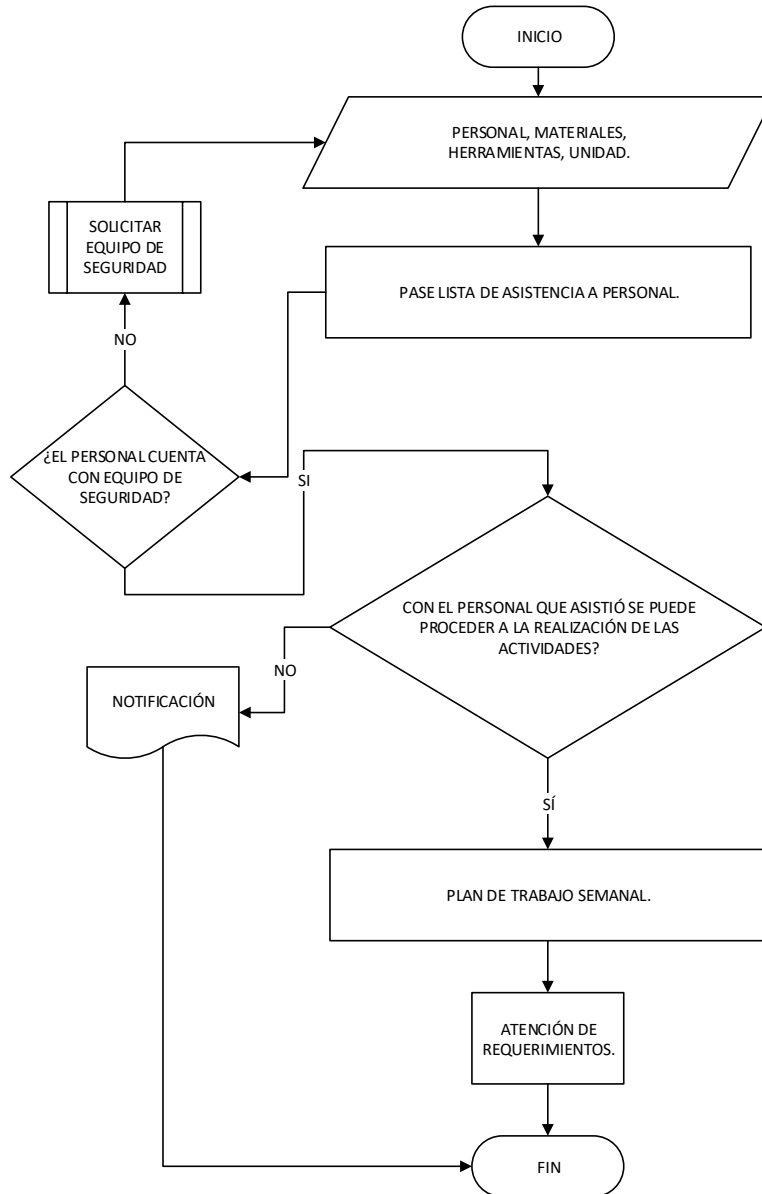 INICIO
PERSONAL, MATERIALES,
HERRAMIENTAS, UNIDAD.
SOLICITAR
EQUIPO DE
SEGURIDAD
PASE LISTA DE ASISTENCIA A PERSONAL.
NO
¿EL PERSONAL CUENTA
CON EQUIPO DE
SEGURIDAD?
SI
CON EL PERSONAL QUE ASISTIÓ SE PUEDE
PROCEDER A LA REALIZACIÓN DE LAS
ACTIVIDADES?
NO
NOTIFICACIÓN
SÍ
PLAN DE TRABAJO SEMANAL.
ATENCIÓN DE
REQUERIMIENTOS.
FIN